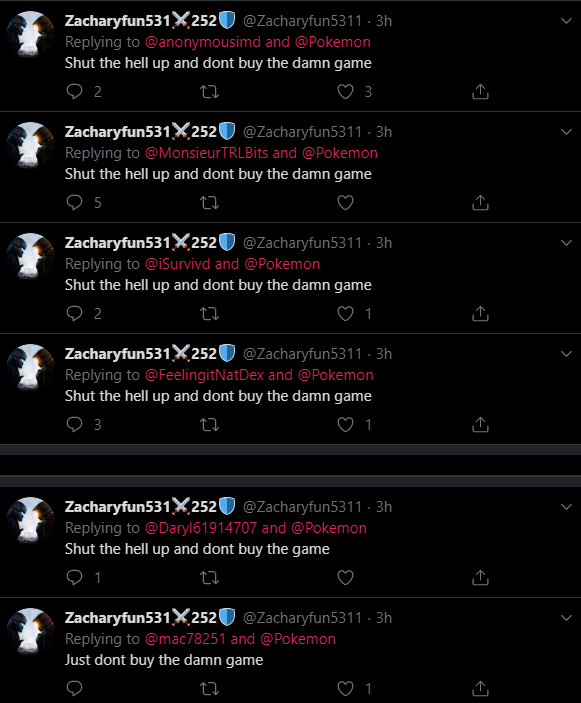 Zacharyfun531⚔252🛡 @Zacharyfun5311 · 3h
Replying to @anonymousimd and @Pokemon
Shut the hell up and dont buy the damn game
2 3
Zacharyfun531⚔252🛡 @Zacharyfun5311 · 3h
Replying to @MonsieurTRLBits and @Pokemon
Shut the hell up and dont buy the damn game
5
Zacharyfun531⚔252🛡 @Zacharyfun5311 · 3h
Replying to @iSurvivd and @Pokemon
Shut the hell up and dont buy the damn game
2 1
Zacharyfun531⚔252🛡 @Zacharyfun5311 · 3h
Replying to @FeelingitNatDex and @Pokemon
Shut the hell up and dont buy the damn game
3 1
Zacharyfun531⚔252🛡 @Zacharyfun5311 · 3h
Replying to @Daryl61914707 and @Pokemon
Shut the hell up and dont buy the game
1
Zacharyfun531⚔252🛡 @Zacharyfun5311 · 3h
Replying to @mac78251 and @Pokemon
Just dont buy the damn game
1